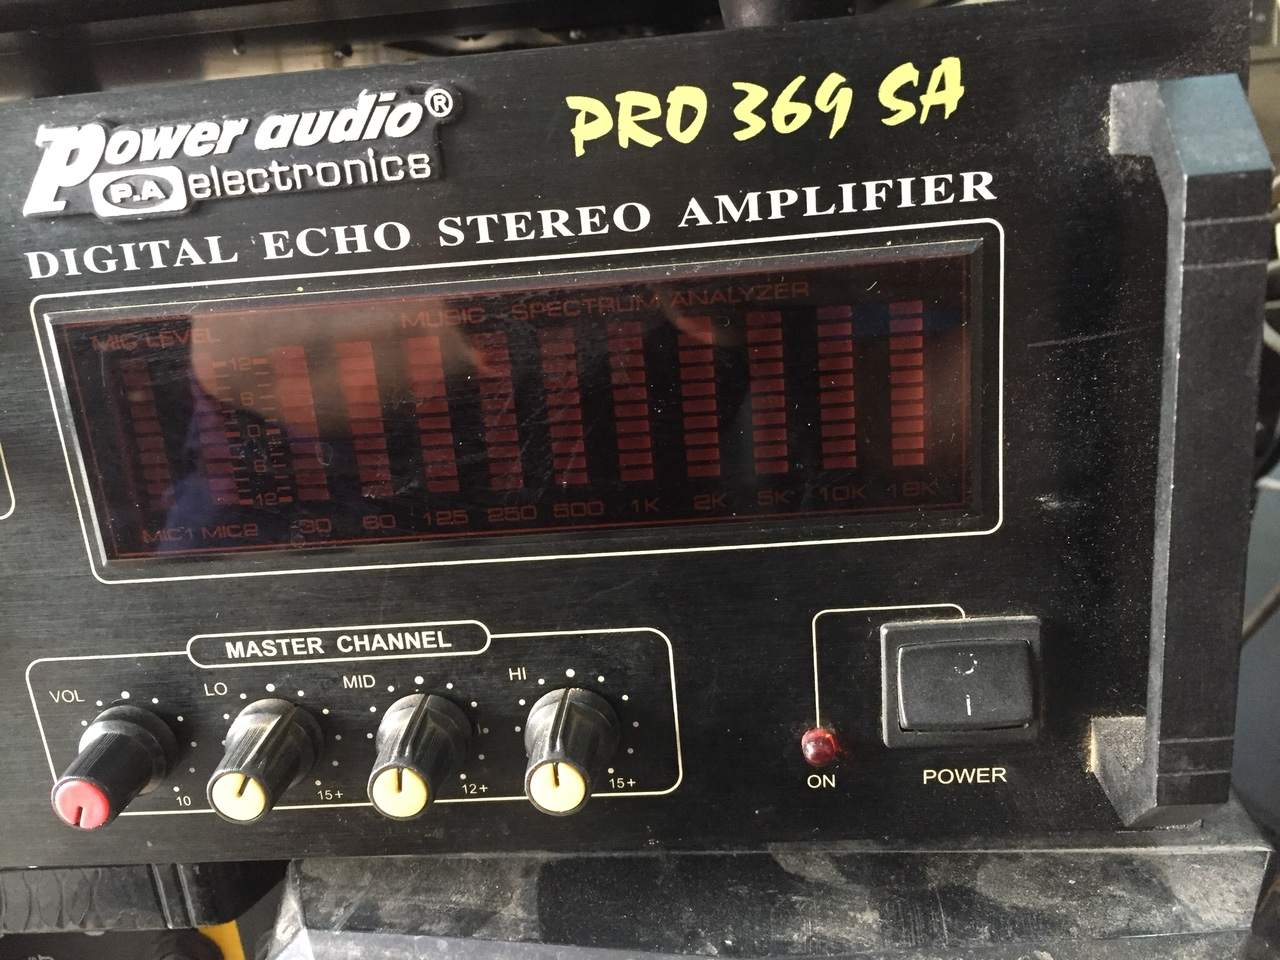 Power audio®
P.A electronics
PRO 369 SA
DIGITAL ECHO STEREO AMPLIFIER
MIC LEVEL
MUSIC SPECTRUM ANALYZER
12
6
0
6
12
MIC1 MIC2 30 60 125 250 500 1K 2K 5K 10K 16K
MASTER CHANNEL
VOL LO MID HI
10 15+ 12+ 15+
ON
POWER